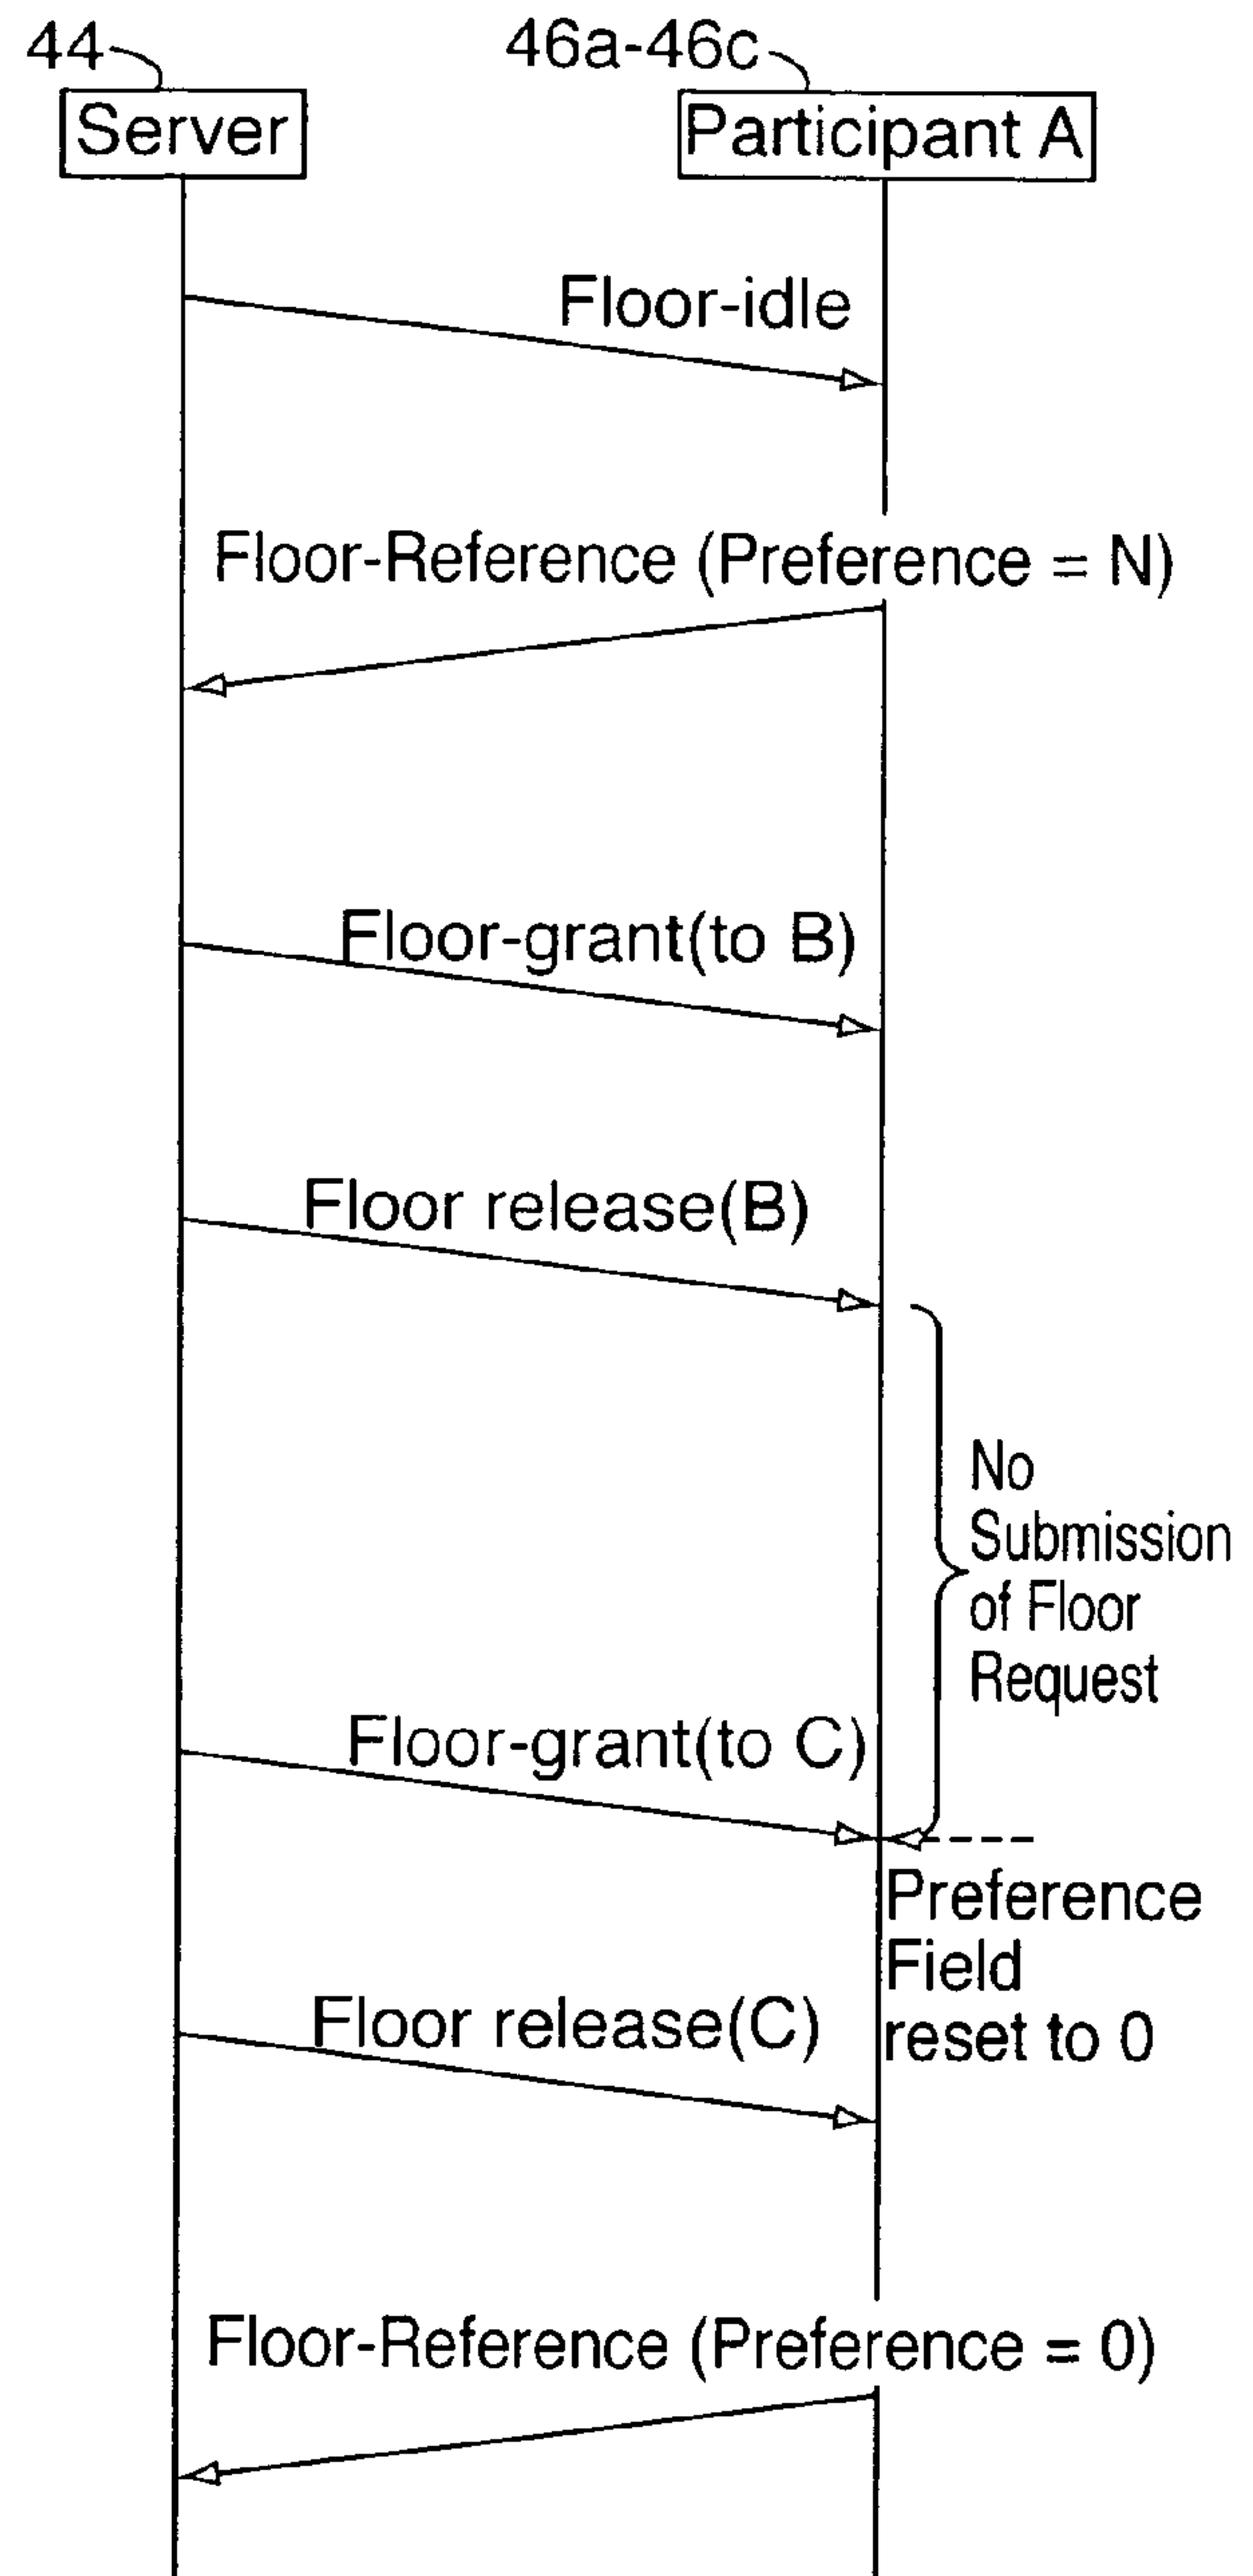 44
46a-46c
Server
Participant A
Floor-idle
Floor-Reference (Preference = N)
Floor-grant(to B)
Floor release(B)
No
Submission
of Floor
Request
Floor-grant(to C)
Preference
Field
reset to 0
Floor release(C)
Floor-Reference (Preference = 0)